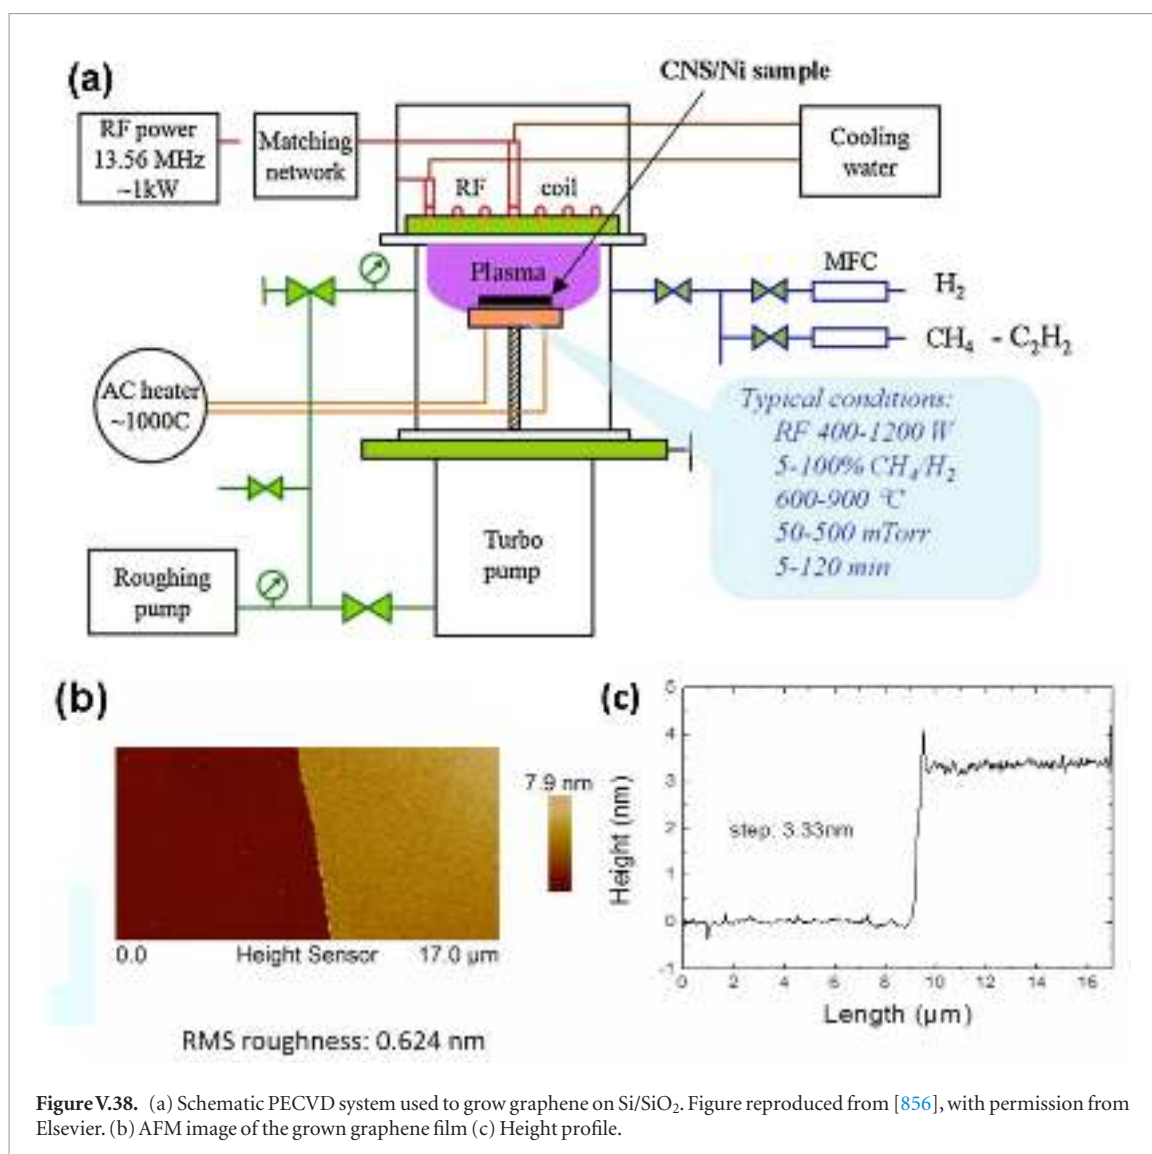 (a)
CNS/Ni sample
RF power
13.56 MHz
~1kW
Matching
network
Cooling
water
RF coil
Plasma
MFC
H₂
CH₄ - C₂H₂
AC heater
~1000C
Typical conditions:
RF 400-1200 W
5-100% CH₄/H₂
600-900 °C
50-500 mTorr
5-120 min
Turbo
pump
Roughing
pump
(b)
7.9 nm
0.0 Height Sensor 17.0 µm
RMS roughness: 0.624 nm
(c)
5
4
3
2
1
0
-1
Height (nm)
step: 3.33nm
0 2 4 6 8 10 12 14 16
Length (µm)
Figure V.38. (a) Schematic PECVD system used to grow graphene on Si/SiO₂. Figure reproduced from [856], with permission from
Elsevier. (b) AFM image of the grown graphene film (c) Height profile.